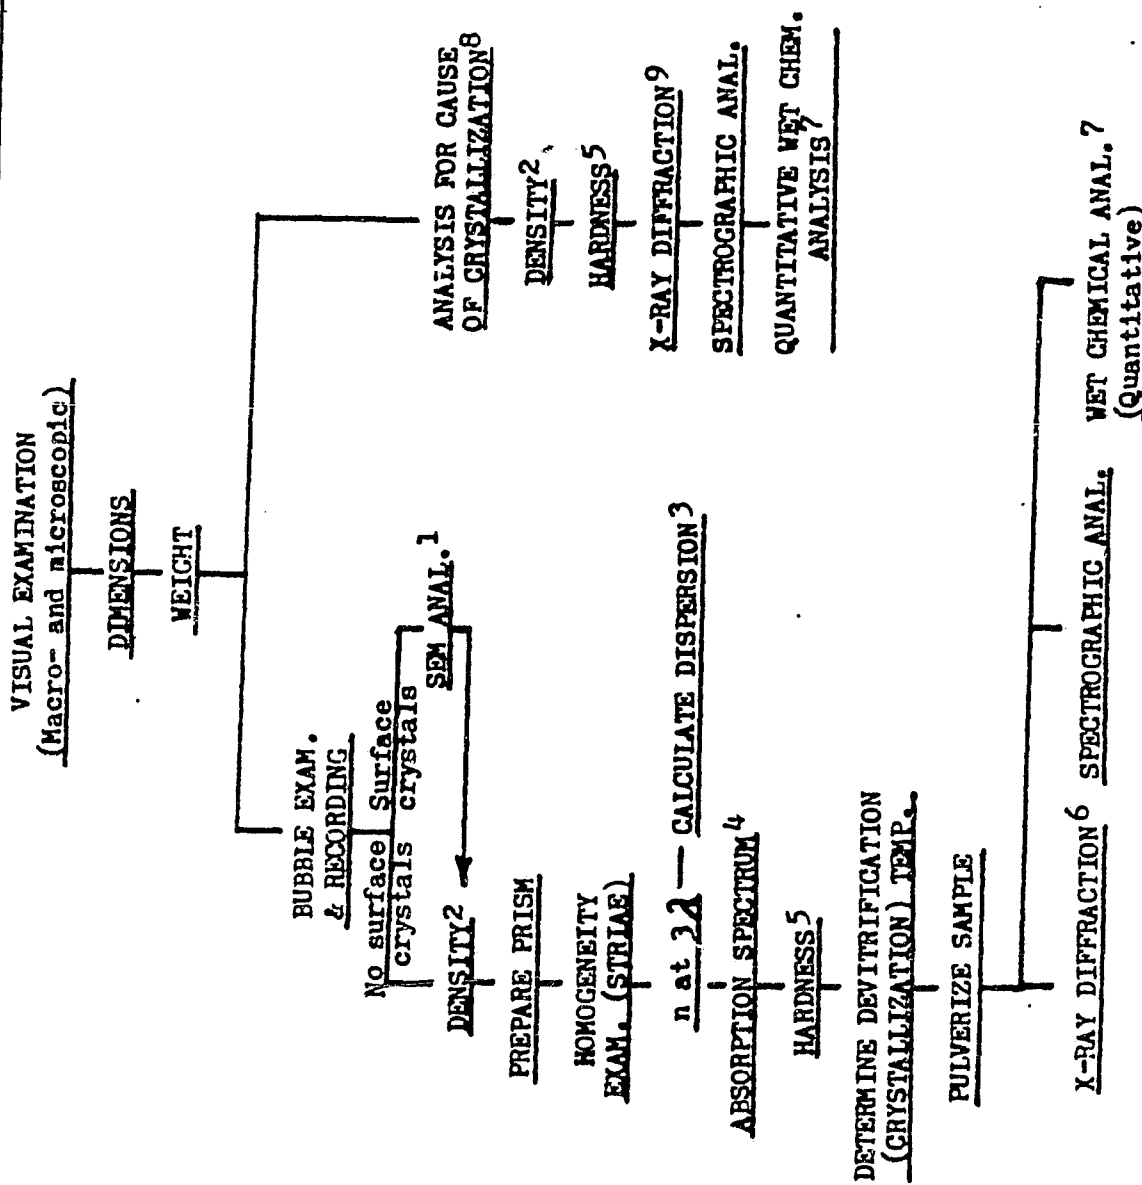 VISUAL EXAMINATION
(Macro- and microscopic)
DIMENSIONS
WEIGHT
BUBBLE EXAM.
& RECORDING
No surface
crystals
Surface
crystals
SEM ANAL.1
DENSITY2
PREPARE PRISM
HOMOGENEITY
EXAM. (STRIAE)
n at 3λ — CALCULATE DISPERSION3
ABSORPTION SPECTRUM4
HARDNESS5
DETERMINE DEVITRIFICATION
(CRYSTALLIZATION) TEMP.
PULVERIZE SAMPLE
X-RAY DIFFRACTION6
SPECTROGRAPHIC ANAL.
WET CHEMICAL ANAL.7
(Quantitative)
ANALYSIS FOR CAUSE
OF CRYSTALLIZATION8
DENSITY2
HARDNESS5
X-RAY DIFFRACTION9
SPECTROGRAPHIC ANAL.
QUANTITATIVE WET CHEM.
ANALYSIS7